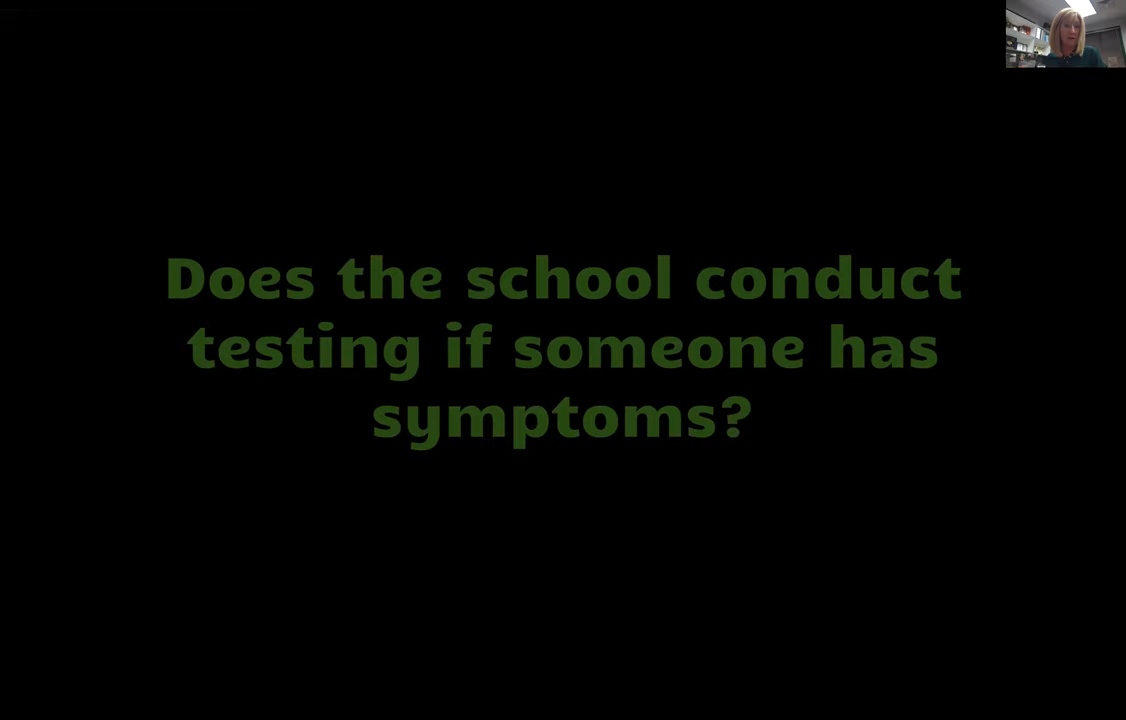 Does the school conduct
testing if someone has
symptoms?